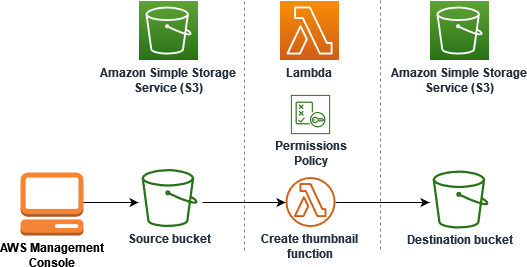 Amazon Simple Storage
Service (S3)
Lambda
Amazon Simple Storage
Service (S3)
Permissions
Policy
AWS Management
Console
Source bucket
Create thumbnail
function
Destination bucket